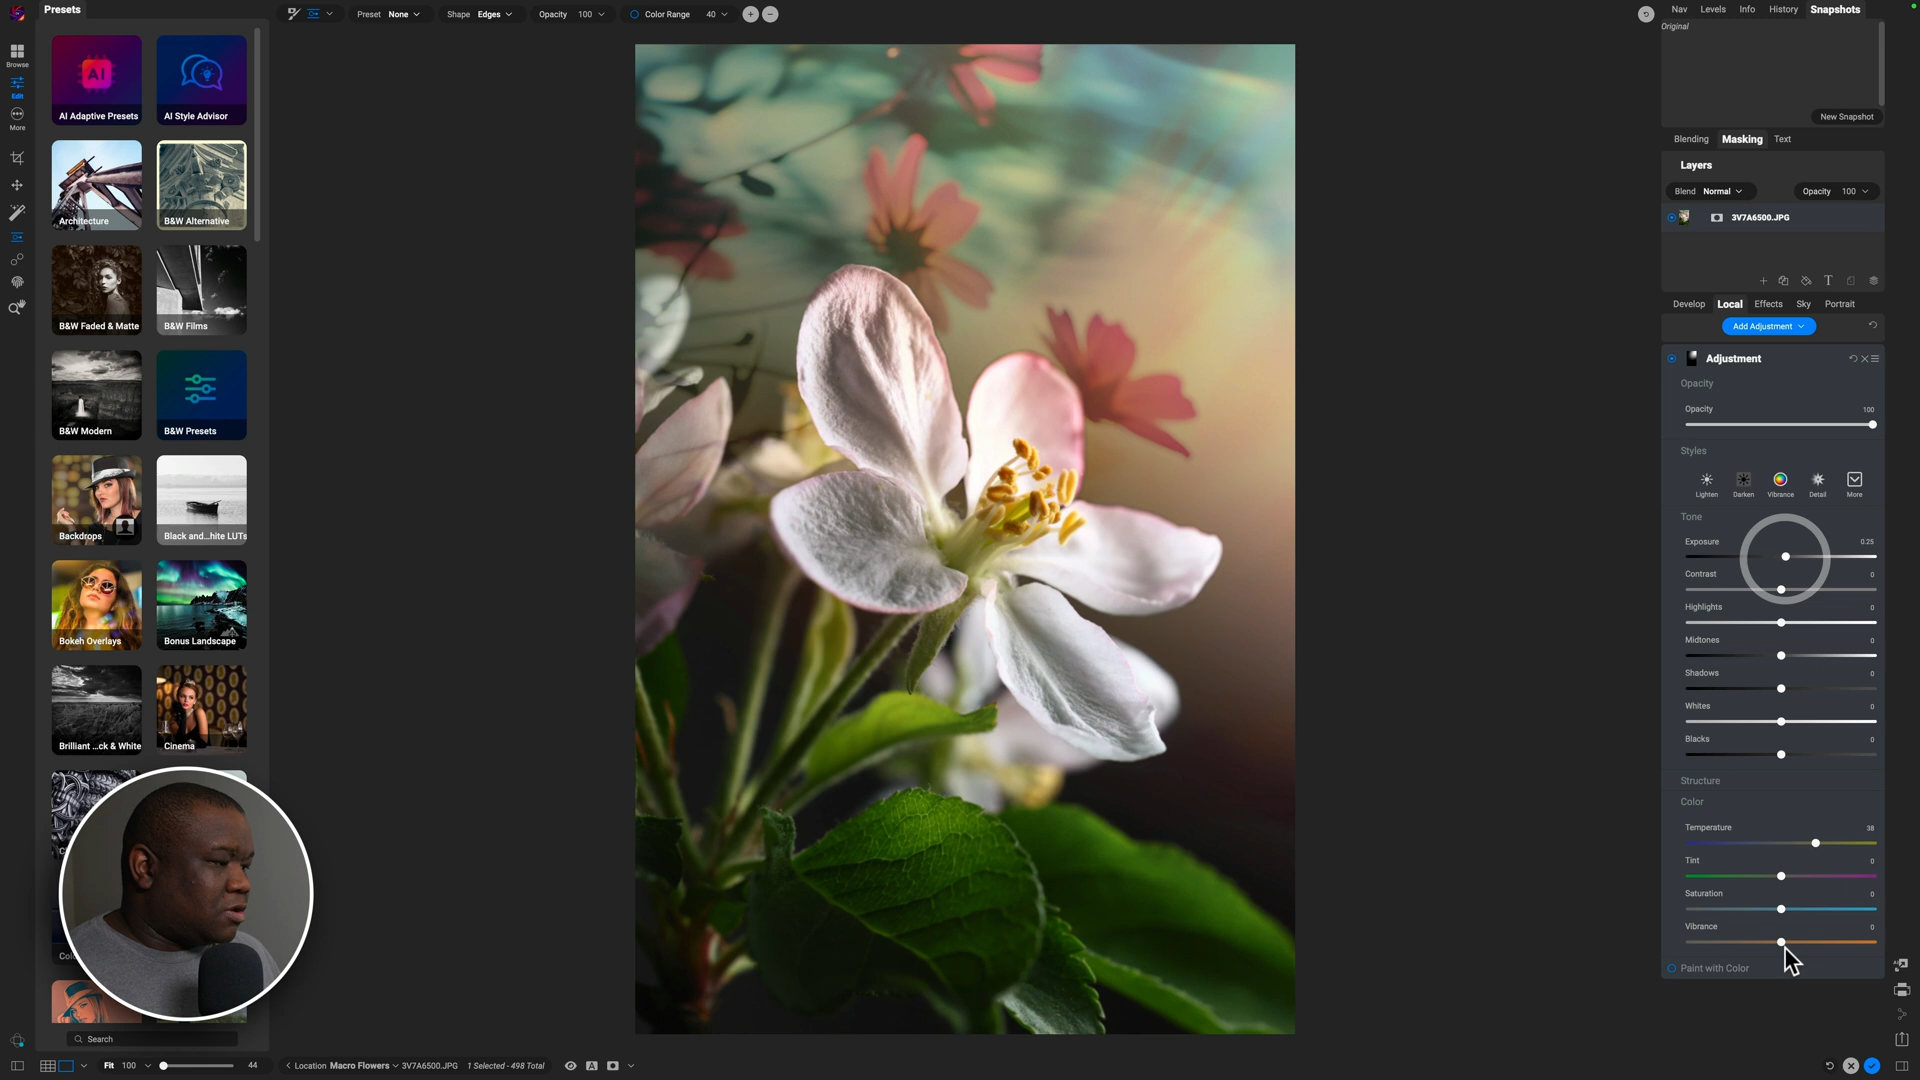 Presets
Preset None
Shape Edges
Opacity 100
Color Range 40
Nav Levels Info History Snapshots
Original
Browse
Edit
More
AI
AI Adaptive Presets
AI Style Advisor
Architecture
B&W Alternative
B&W Faded & Matte
B&W Films
B&W Modern
B&W Presets
Backdrops
Black and...hite LUTs
Bokeh Overlays
Bonus Landscape
Brilliant ...ck & White
Cinema
Search
New Snapshot
Blending Masking Text
Layers
Blend Normal
Opacity 100
3V7A6500.JPG
Develop Local Effects Sky Portrait
Add Adjustment
Adjustment
Opacity
Opacity 100
Styles
Lighten Darken Vibrance Detail More
Tone
Exposure 0.25
Contrast 0
Highlights 0
Midtones 0
Shadows 0
Whites 0
Blacks 0
Structure
Color
Temperature 38
Tint 0
Saturation 0
Vibrance 0
Paint with Color
Fit 100
44
Location Macro Flowers 3V7A6500.JPG 1 Selected - 498 Total
A